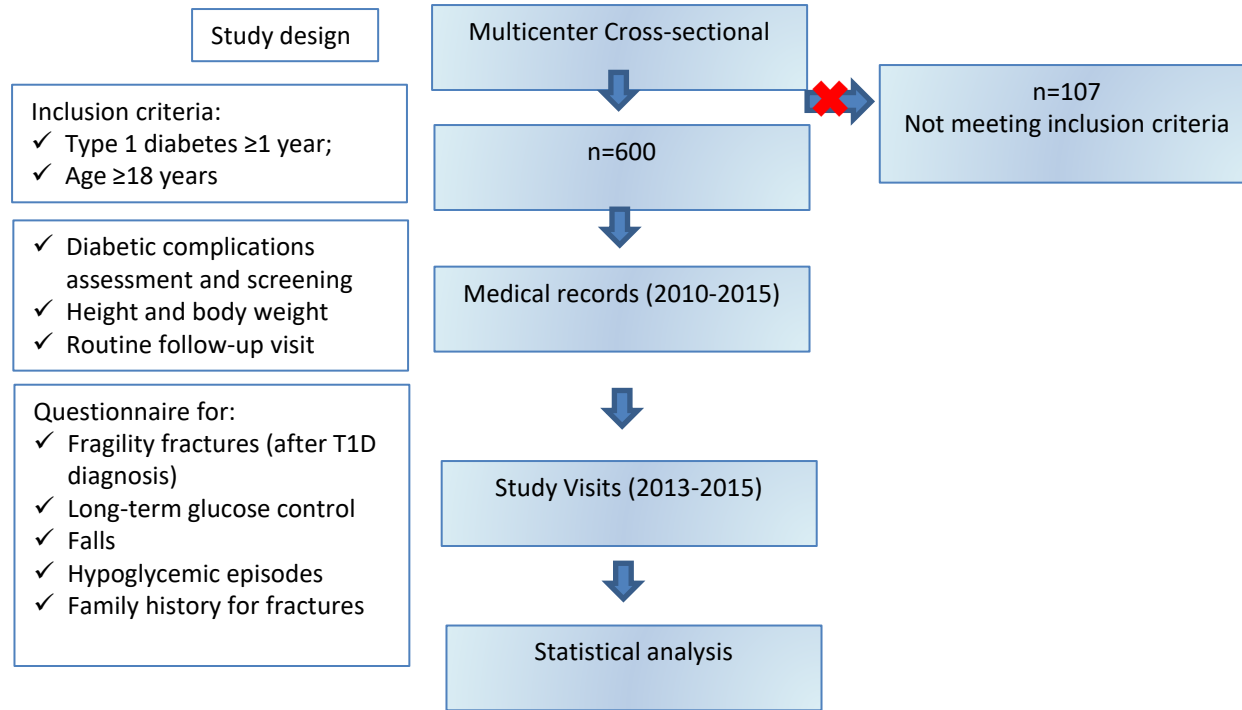 Study design
Multicenter Cross-sectional
Inclusion criteria:
✓ Type 1 diabetes ≥1 year;
✓ Age ≥18 years
n=600
n=107
Not meeting inclusion criteria
✓ Diabetic complications
assessment and screening
✓ Height and body weight
✓ Routine follow-up visit
Medical records (2010-2015)
Questionnaire for:
✓ Fragility fractures (after T1D
diagnosis)
✓ Long-term glucose control
✓ Falls
✓ Hypoglycemic episodes
✓ Family history for fractures
Study Visits (2013-2015)
Statistical analysis